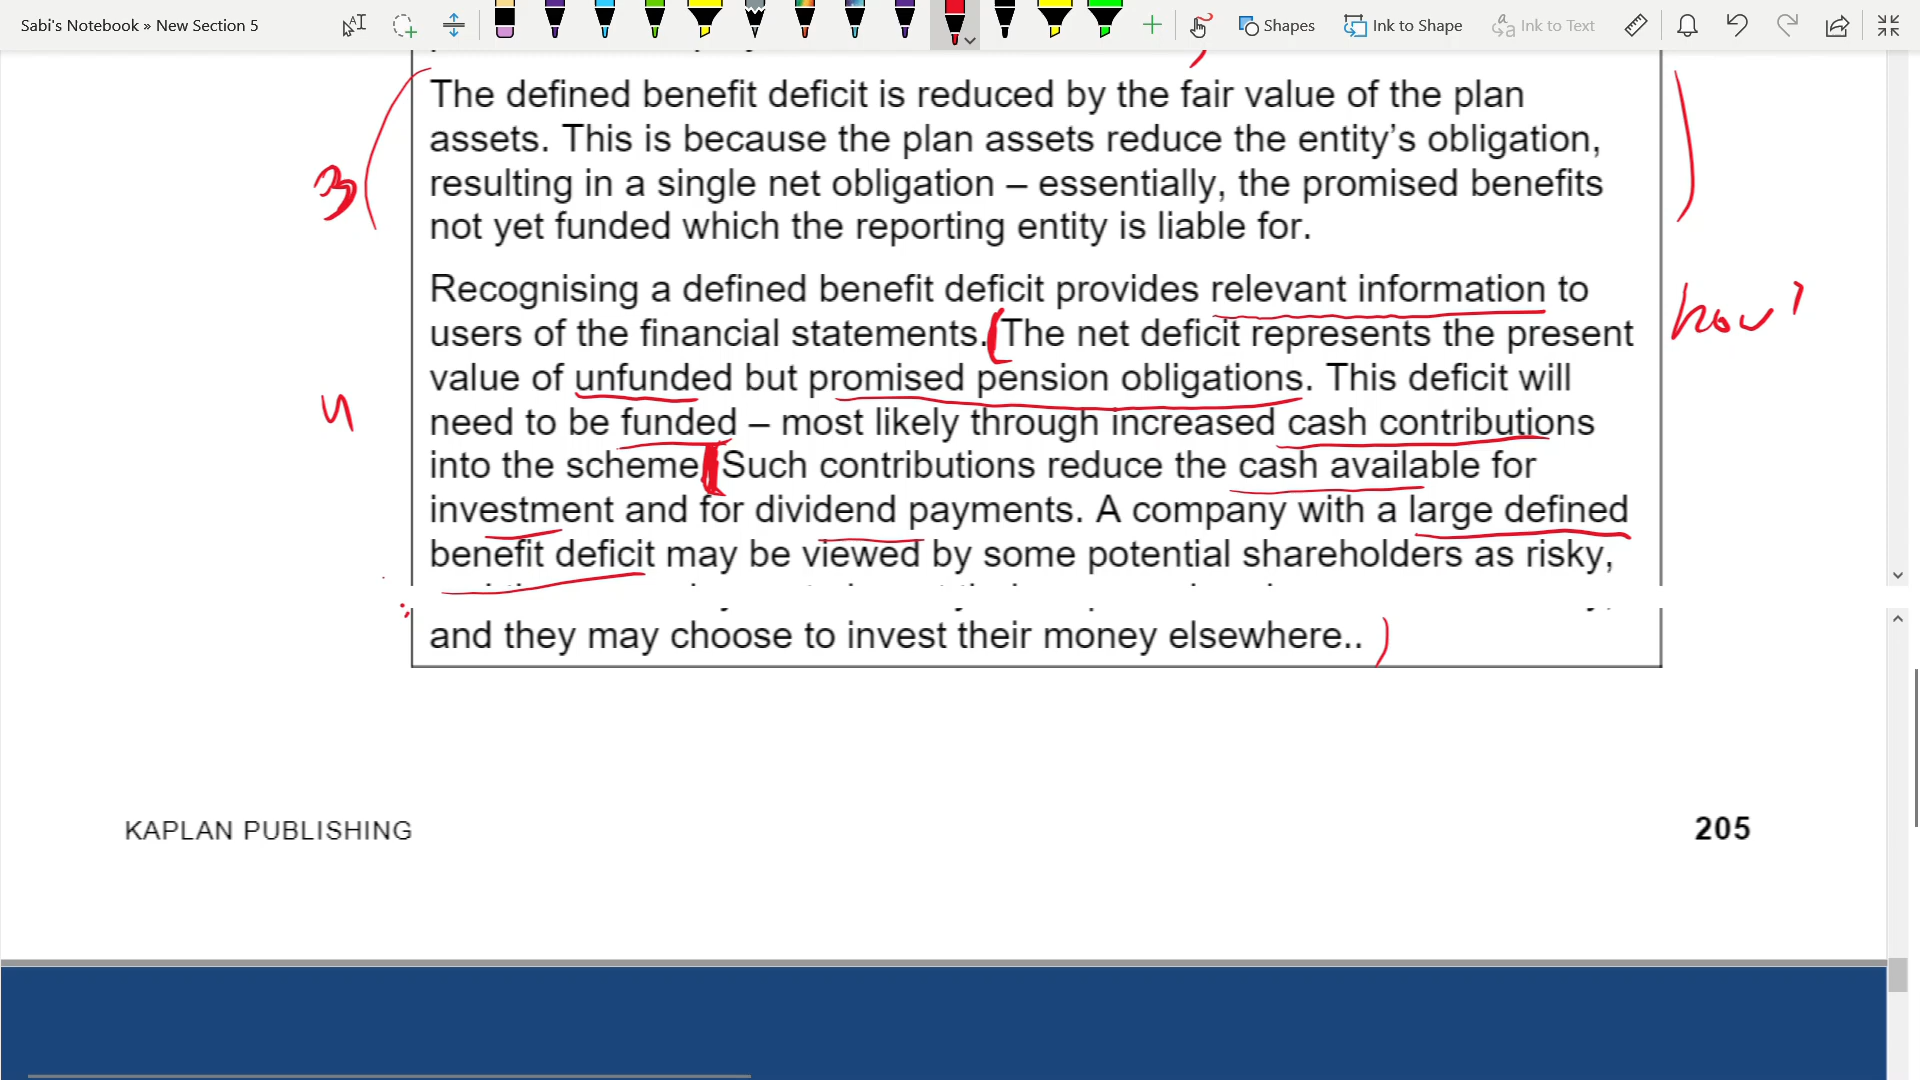 Sabi's Notebook » New Section 5
Shapes
Ink to Shape
Ink to Text
The defined benefit deficit is reduced by the fair value of the plan
assets. This is because the plan assets reduce the entity’s obligation,
resulting in a single net obligation – essentially, the promised benefits
not yet funded which the reporting entity is liable for.
3
Recognising a defined benefit deficit provides relevant information to
users of the financial statements. The net deficit represents the present
how?
value of unfunded but promised pension obligations. This deficit will
need to be funded – most likely through increased cash contributions
4
into the scheme. Such contributions reduce the cash available for
investment and for dividend payments. A company with a large defined
benefit deficit may be viewed by some potential shareholders as risky,
and they may choose to invest their money elsewhere..
KAPLAN PUBLISHING
205